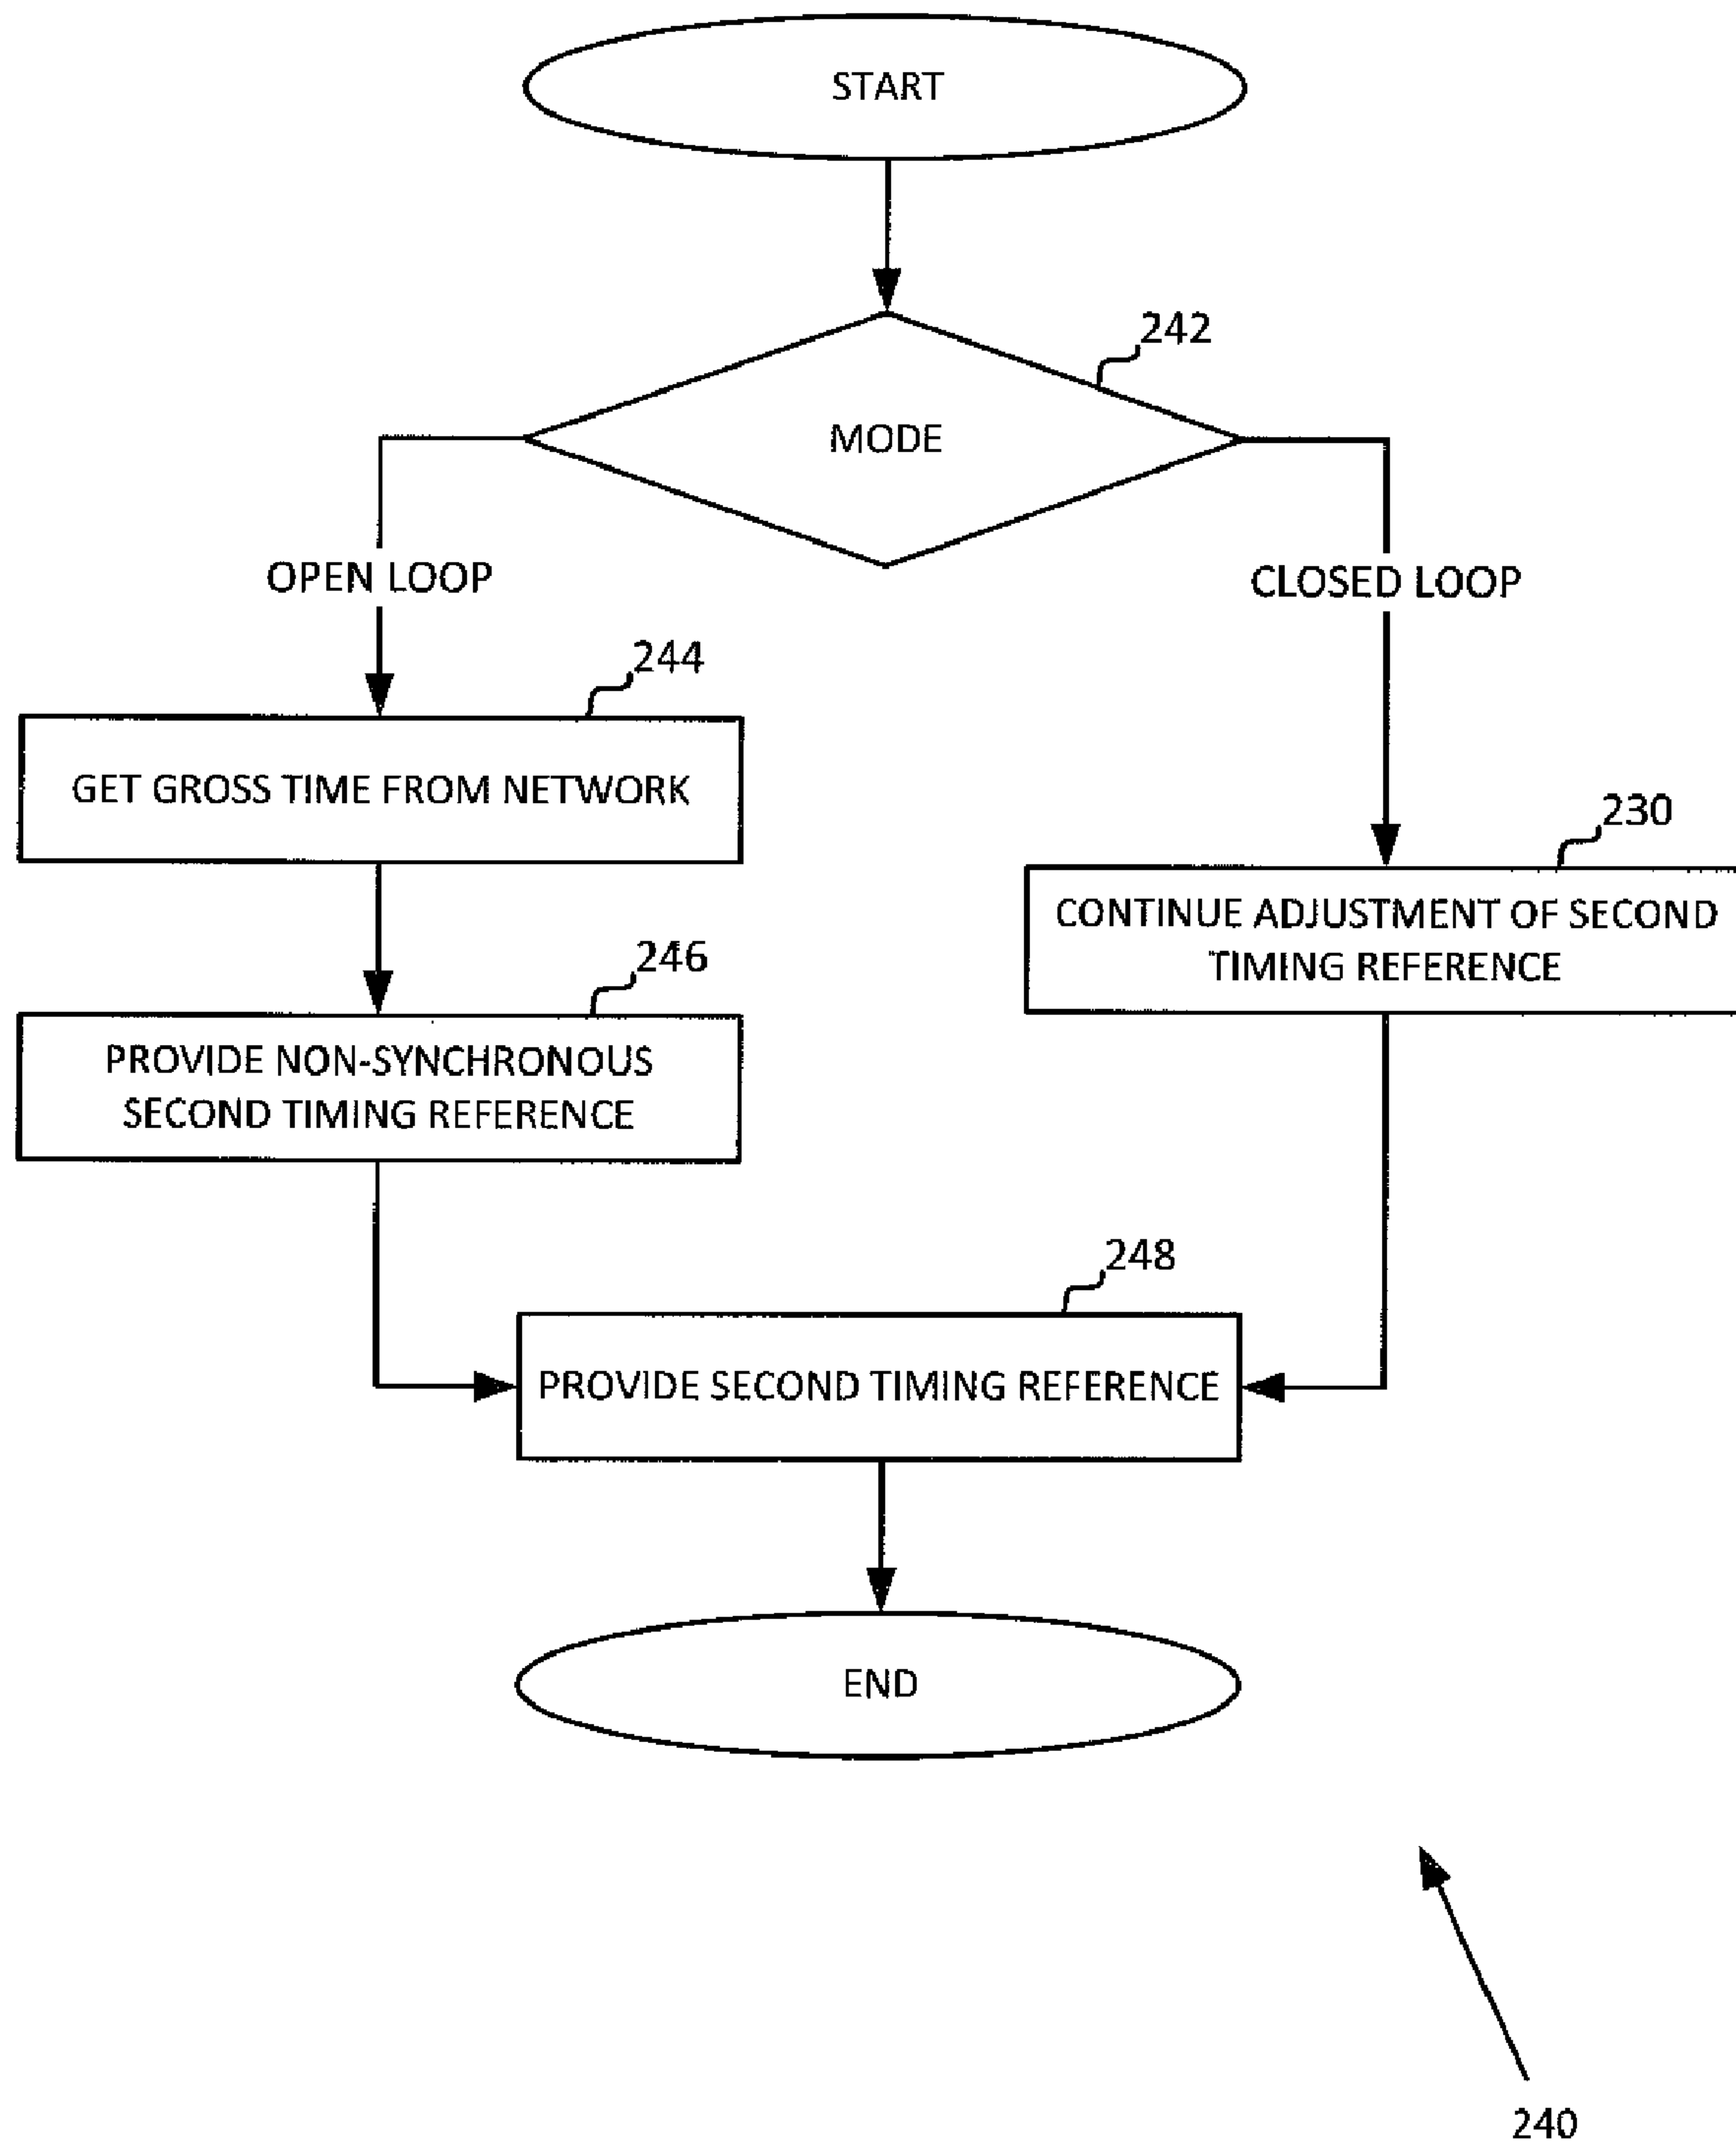 START
242
MODE
OPEN LOOP
CLOSED LOOP
244
GET GROSS TIME FROM NETWORK
230
CONTINUE ADJUSTMENT OF SECOND
TIMING REFERENCE
246
PROVIDE NON-SYNCHRONOUS
SECOND TIMING REFERENCE
248
PROVIDE SECOND TIMING REFERENCE
END
240